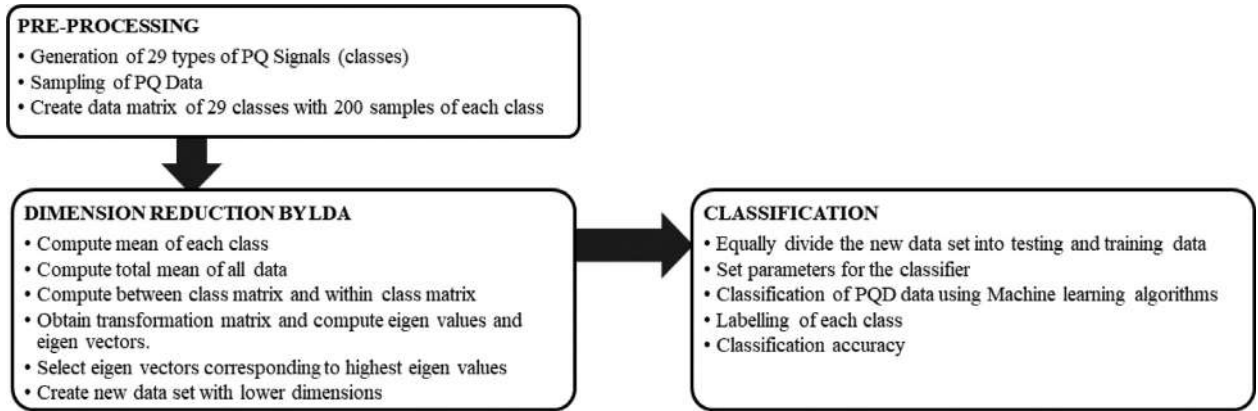 PRE-PROCESSING
• Generation of 29 types of PQ Signals (classes)
• Sampling of PQ Data
• Create data matrix of 29 classes with 200 samples of each class
DIMENSION REDUCTION BY LDA
• Compute mean of each class
• Compute total mean of all data
• Compute between class matrix and within class matrix
• Obtain transformation matrix and compute eigen values and
eigen vectors.
• Select eigen vectors corresponding to highest eigen values
• Create new data set with lower dimensions
CLASSIFICATION
• Equally divide the new data set into testing and training data
• Set parameters for the classifier
• Classification of PQD data using Machine learning algorithms
• Labelling of each class
• Classification accuracy